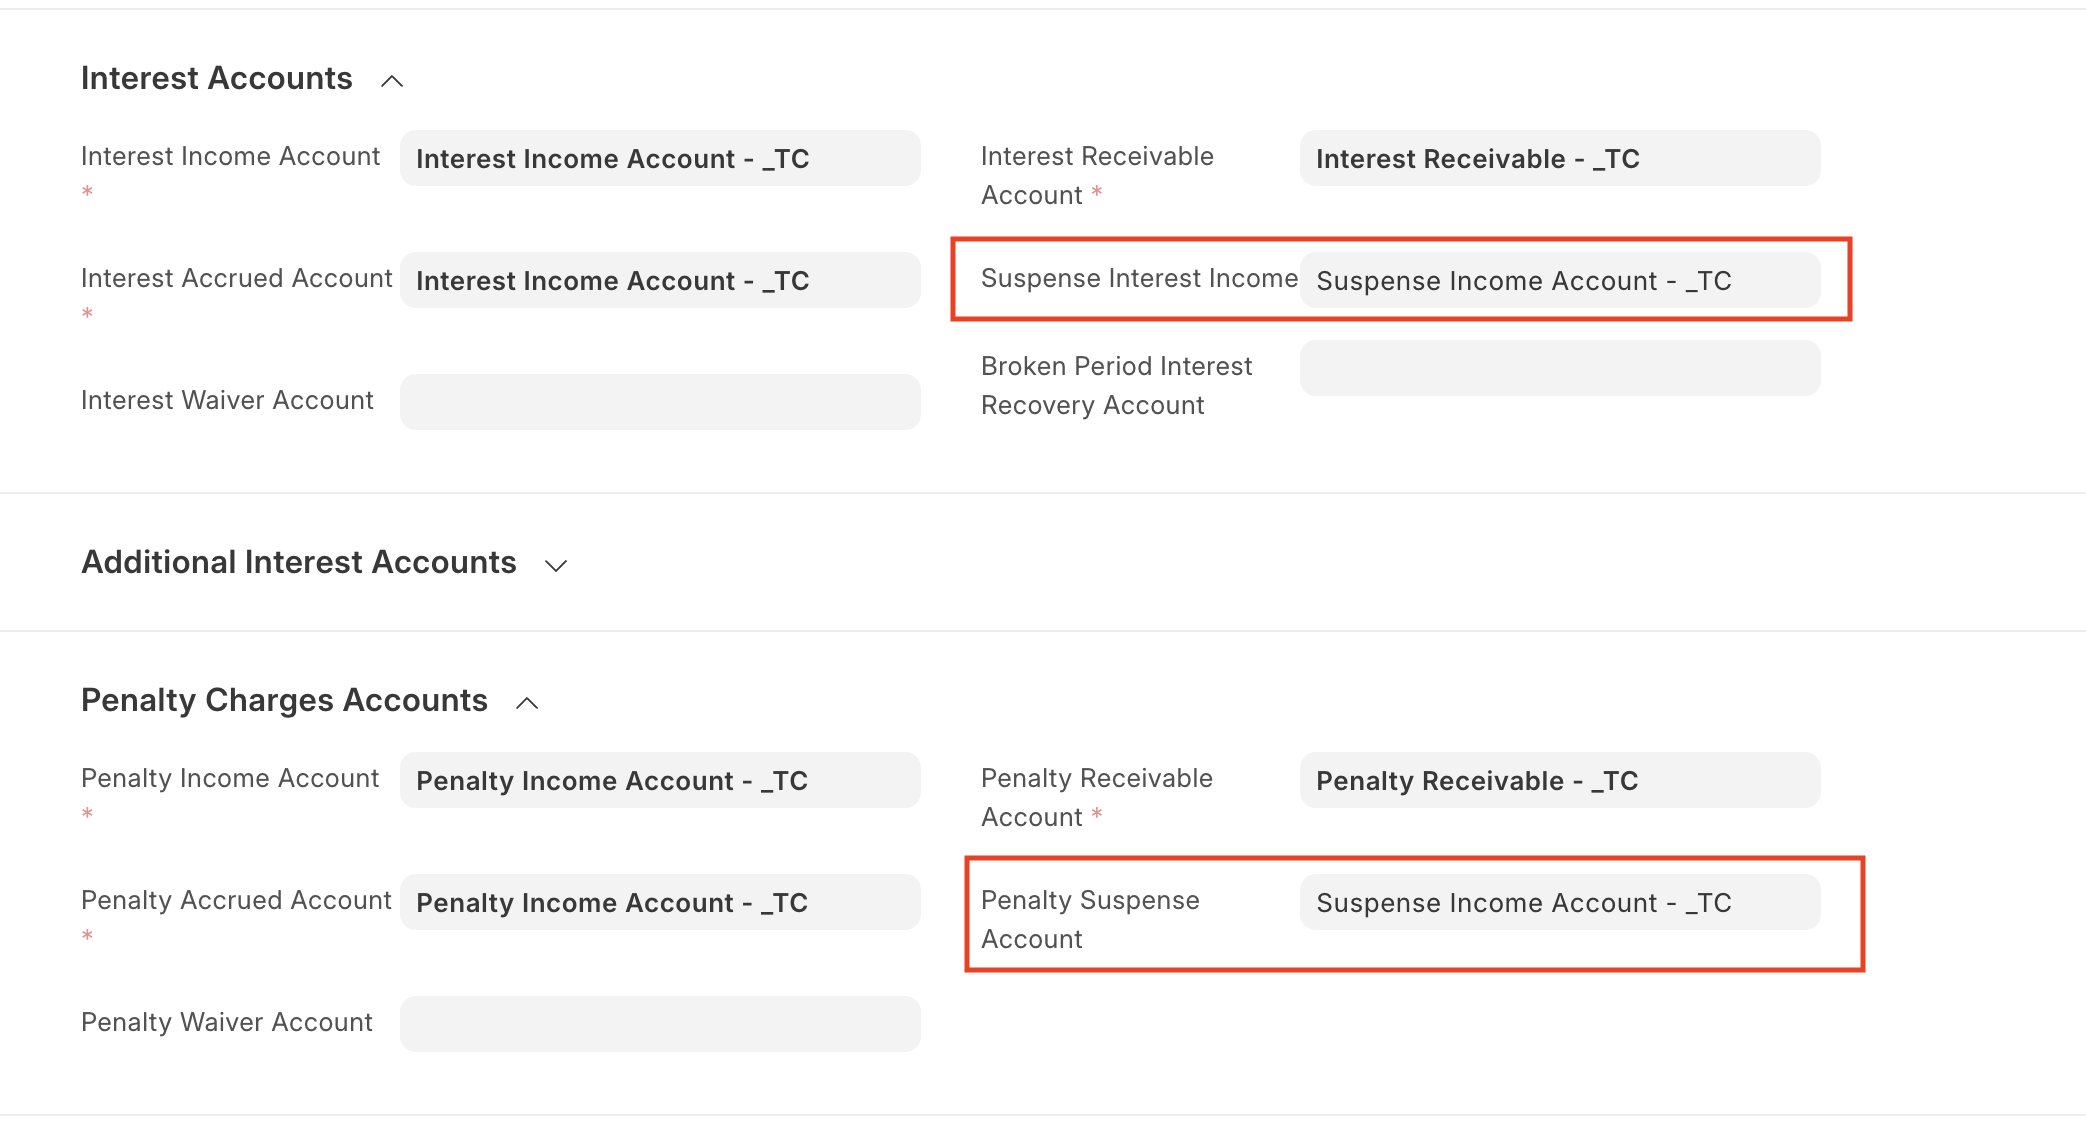 Interest Accounts
Interest Income Account
*
Interest Income Account - _TC
Interest Receivable
Account *
Interest Receivable - _TC
Interest Accrued Account
*
Interest Income Account - _TC
Suspense Interest Income
Suspense Income Account - _TC
Interest Waiver Account
Broken Period Interest
Recovery Account
Additional Interest Accounts
Penalty Charges Accounts
Penalty Income Account
*
Penalty Income Account - _TC
Penalty Receivable
Account *
Penalty Receivable - _TC
Penalty Accrued Account
*
Penalty Income Account - _TC
Penalty Suspense
Account
Suspense Income Account - _TC
Penalty Waiver Account